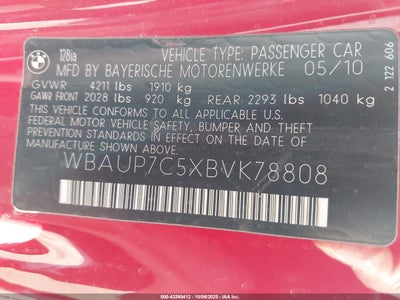 BMW
128ia
VEHICLE TYPE: PASSENGER CAR
MFD BY BAYERISCHE MOTORENWERKE 05/10
GVWR 4211 lbs 1910 kg
GAWR FRONT 2028 lbs 920 kg REAR 2293 lbs 1040 kg
THIS VEHICLE CONFORMS TO ALL APPLICABLE
FEDERAL MOTOR VEHICLE SAFETY, BUMPER AND THEFT
PREVENTION STANDARDS IN EFFECT ON THE DATE OF
MANUFACTURE SHOWN ABOVE.
WBAUP7C5XBVK78808
2 122 606
000-43390413 - 10/06/2025 - IAA